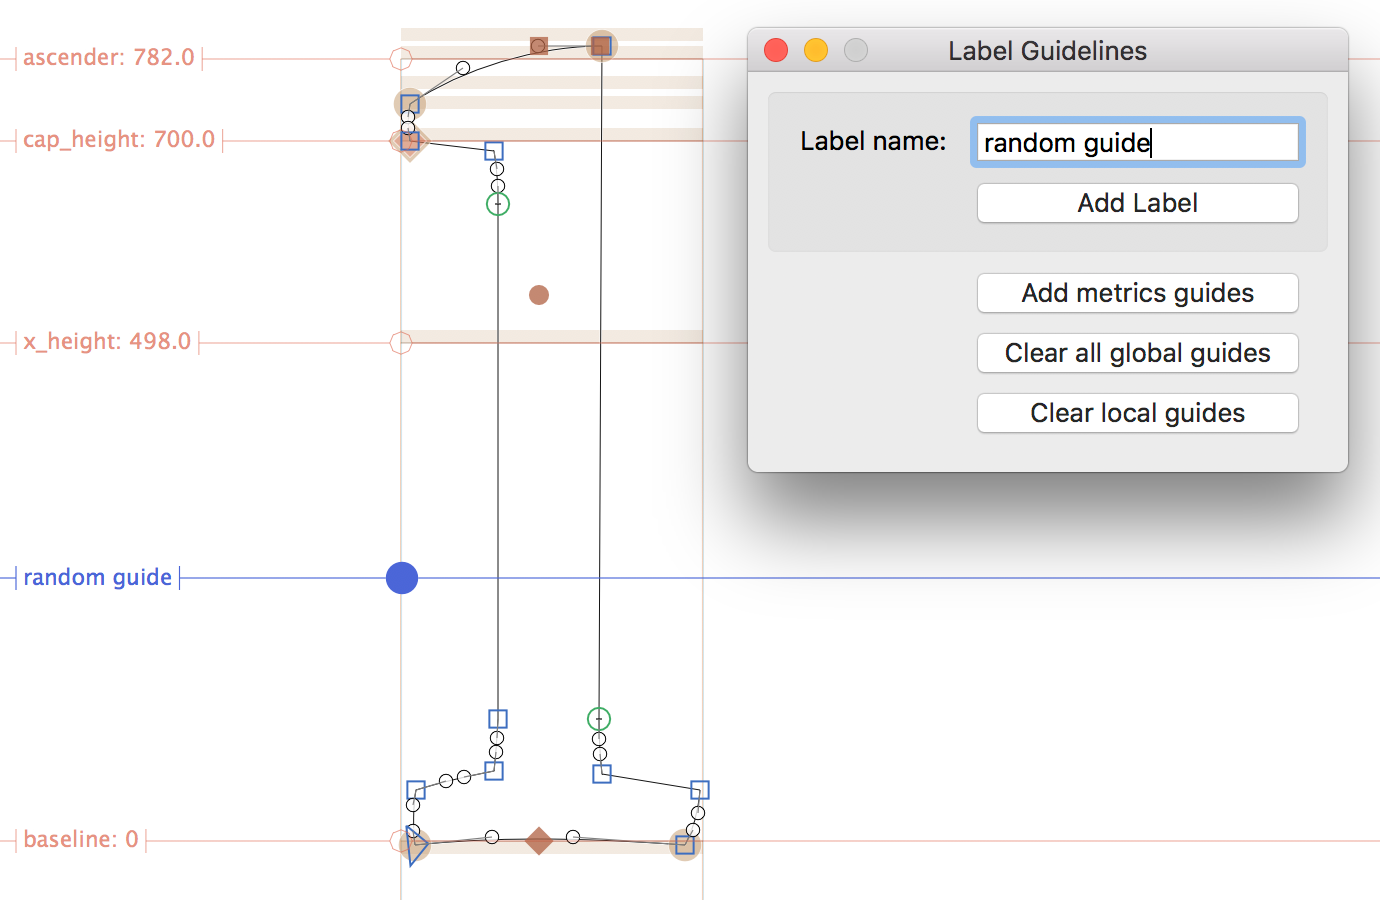 ascender: 782.0
cap_height: 700.0
x_height: 498.0
random guide
baseline: 0
Label Guidelines
Label name: random guide
Add Label
Add metrics guides
Clear all global guides
Clear local guides